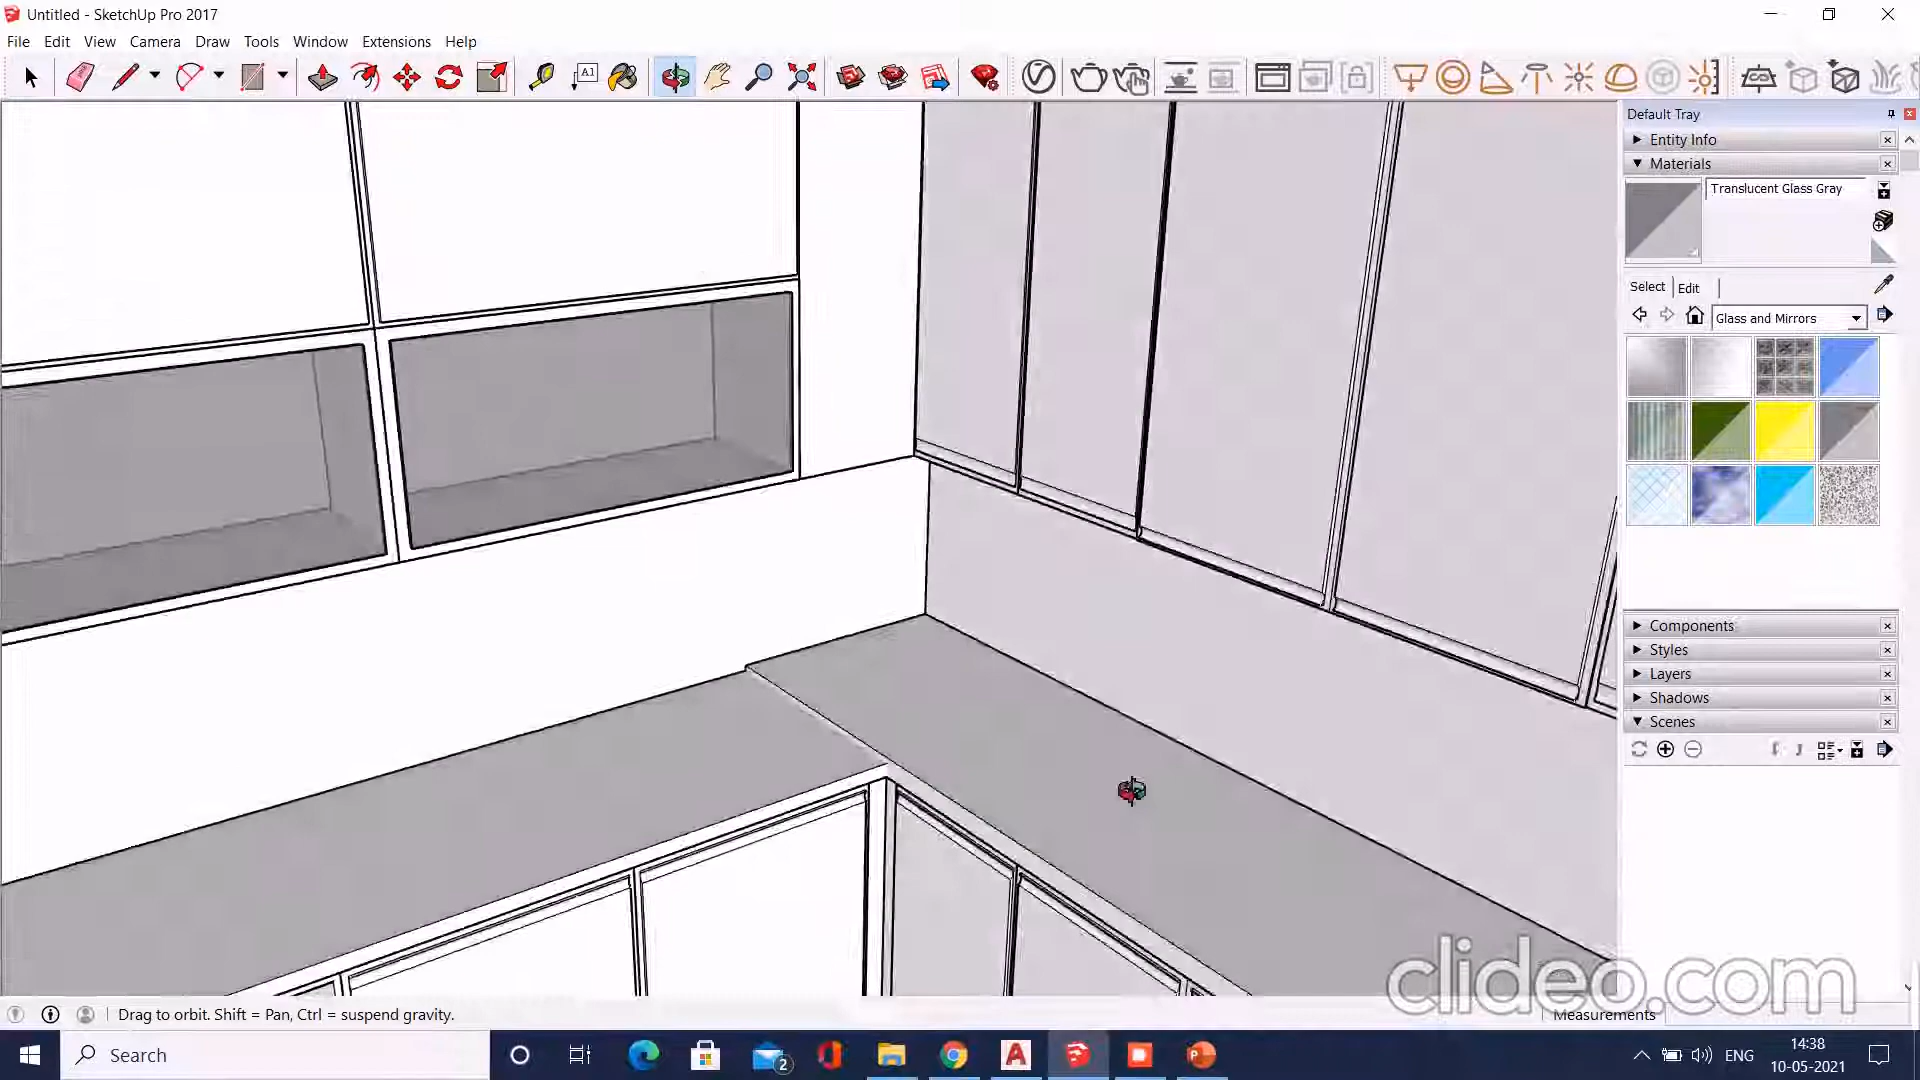 Untitled - SketchUp Pro 2017
File Edit View Camera Draw Tools Window Extensions Help
A1
Default Tray
Entity Info
Materials
Translucent Glass Gray
Select Edit
Glass and Mirrors
Components
Styles
Layers
Shadows
Scenes
clideo.com
Drag to orbit. Shift = Pan, Ctrl = suspend gravity.
Measurements
Search
2
ENG
14:38
10-05-2021